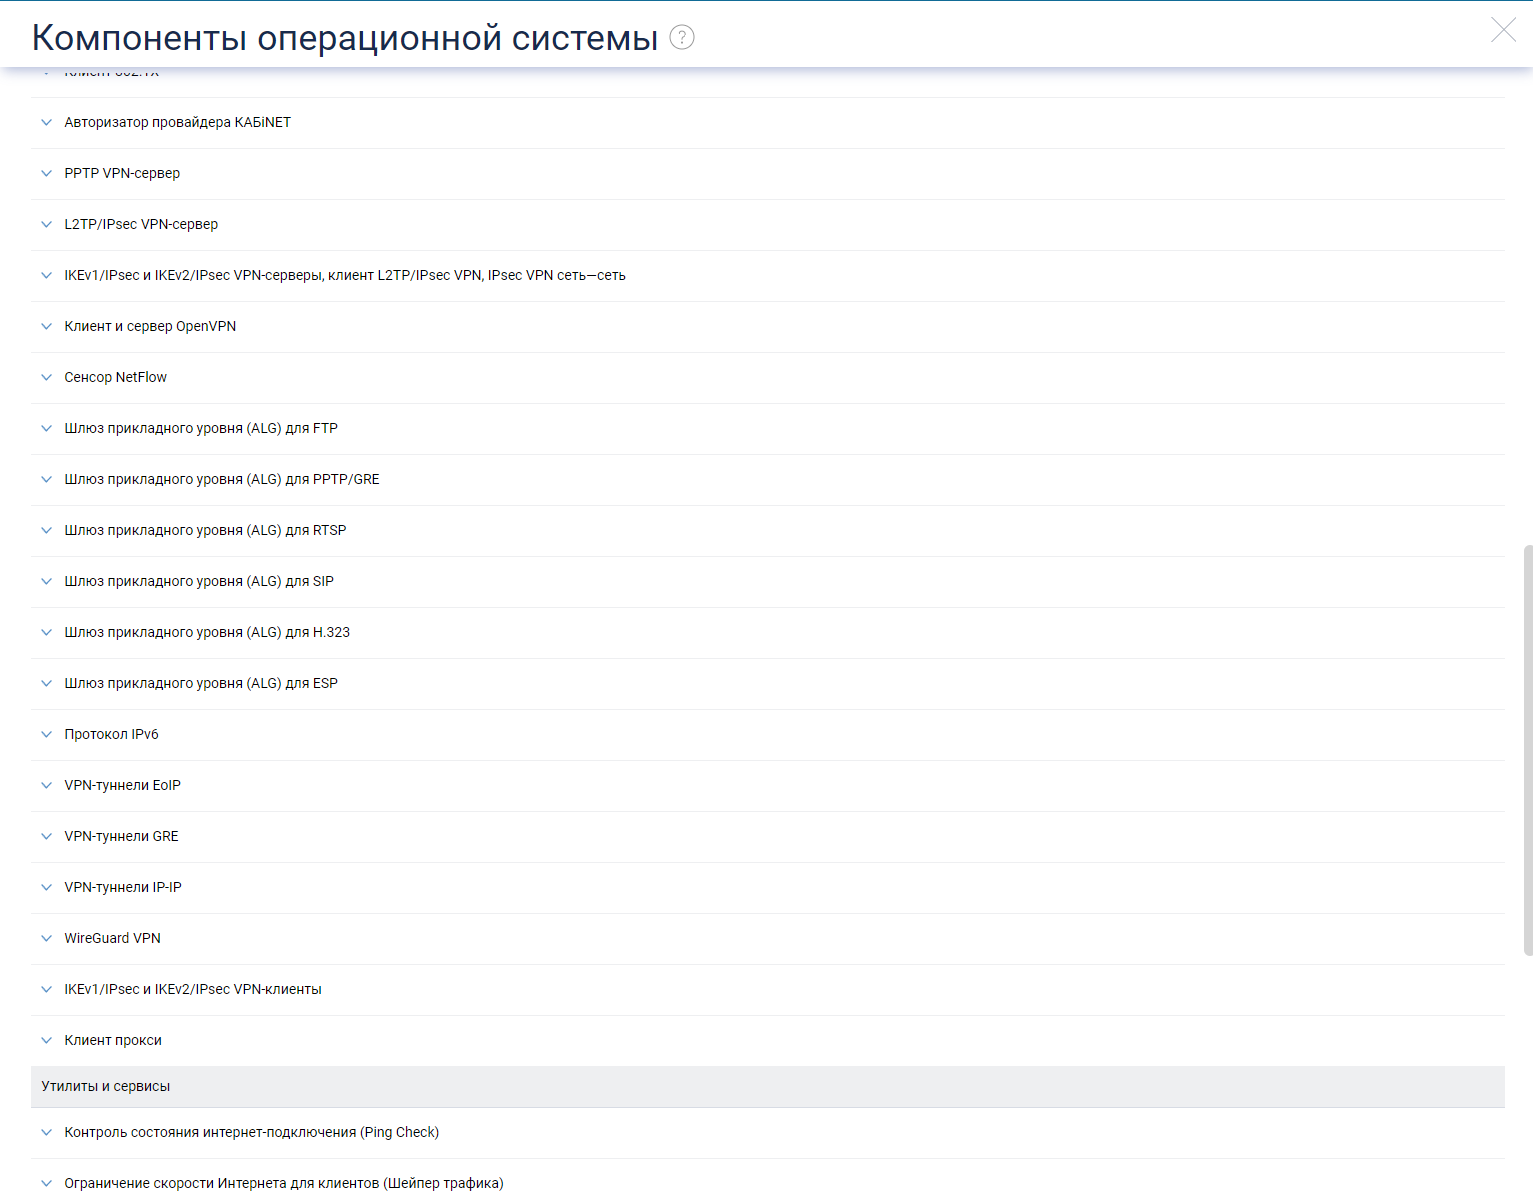 Компоненты операционной системы ?
Клиент 802.1X
Авторизатор провайдера КАБiNET
PPTP VPN-сервер
L2TP/IPsec VPN-сервер
IKEv1/IPsec и IKEv2/IPsec VPN-серверы, клиент L2TP/IPsec VPN, IPsec VPN сеть—сеть
Клиент и сервер OpenVPN
Сенсор NetFlow
Шлюз прикладного уровня (ALG) для FTP
Шлюз прикладного уровня (ALG) для PPTP/GRE
Шлюз прикладного уровня (ALG) для RTSP
Шлюз прикладного уровня (ALG) для SIP
Шлюз прикладного уровня (ALG) для H.323
Шлюз прикладного уровня (ALG) для ESP
Протокол IPv6
VPN-туннели EoIP
VPN-туннели GRE
VPN-туннели IP-IP
WireGuard VPN
IKEv1/IPsec и IKEv2/IPsec VPN-клиенты
Клиент прокси
Утилиты и сервисы
Контроль состояния интернет-подключения (Ping Check)
Ограничение скорости Интернета для клиентов (Шейпер трафика)